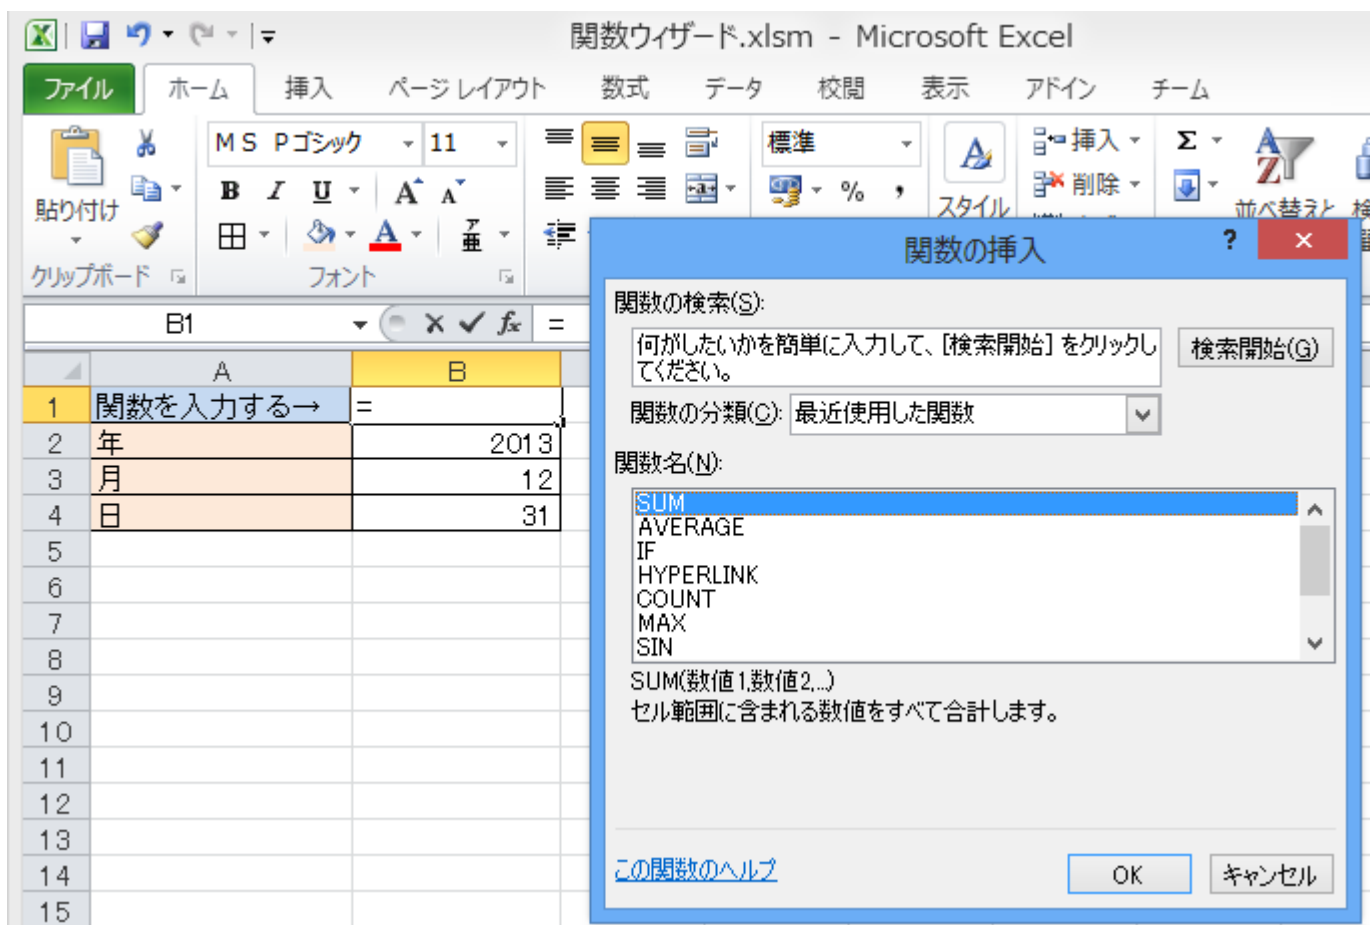 関数ウィザード.xlsm - Microsoft Excel
ファイル ホーム 挿入 ページ レイアウト 数式 データ 校閲 表示 アドイン チーム
ＭＳ Ｐゴシック 11 標準 挿入 Σ
貼り付け B I U A A % , スタイル 削除 並べ替えと
A ア亜
クリップボード フォント
B1 fx =
A B
1 関数を入力する→ =
2 年 2013
3 月 12
4 日 31
5
6
7
8
9
10
11
12
13
14
15
関数の挿入 ? ×
関数の検索(S):
何がしたいかを簡単に入力して、[検索開始] をクリックし
てください。
検索開始(G)
関数の分類(C): 最近使用した関数
関数名(N):
SUM
AVERAGE
IF
HYPERLINK
COUNT
MAX
SIN
SUM(数値1,数値2,...)
セル範囲に含まれる数値をすべて合計します。
この関数のヘルプ
OK キャンセル